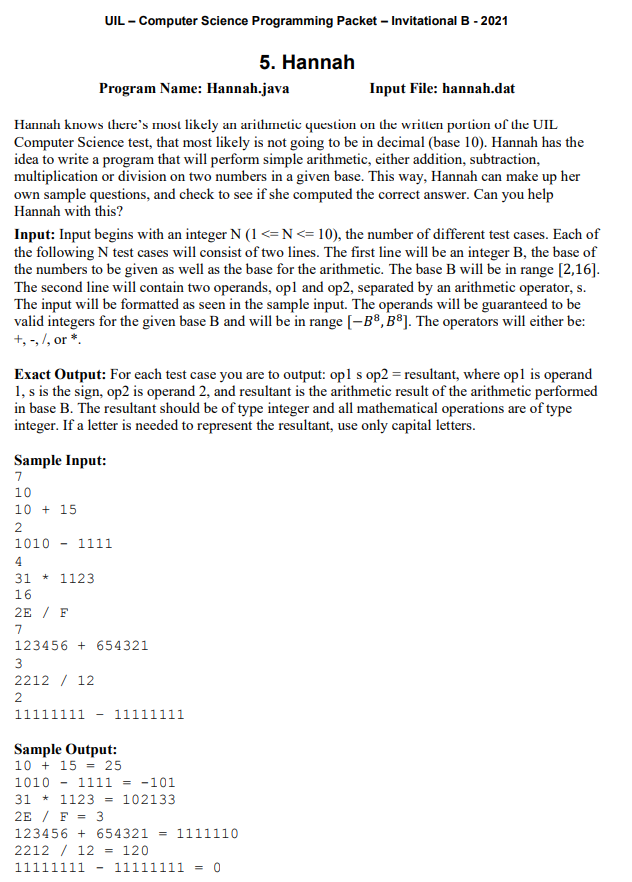 UIL – Computer Science Programming Packet – Invitational B - 2021
5. Hannah
Program Name: Hannah.java Input File: hannah.dat
Hannah knows there's most likely an arithmetic question on the written portion of the UIL
Computer Science test, that most likely is not going to be in decimal (base 10). Hannah has the
idea to write a program that will perform simple arithmetic, either addition, subtraction,
multiplication or division on two numbers in a given base. This way, Hannah can make up her
own sample questions, and check to see if she computed the correct answer. Can you help
Hannah with this?
Input: Input begins with an integer N (1 <= N <= 10), the number of different test cases. Each of
the following N test cases will consist of two lines. The first line will be an integer B, the base of
the numbers to be given as well as the base for the arithmetic. The base B will be in range [2,16].
The second line will contain two operands, op1 and op2, separated by an arithmetic operator, s.
The input will be formatted as seen in the sample input. The operands will be guaranteed to be
valid integers for the given base B and will be in range [−B⁸, B⁸]. The operators will either be:
+, -, /, or *.
Exact Output: For each test case you are to output: op1 s op2 = resultant, where op1 is operand
1, s is the sign, op2 is operand 2, and resultant is the arithmetic result of the arithmetic performed
in base B. The resultant should be of type integer and all mathematical operations are of type
integer. If a letter is needed to represent the resultant, use only capital letters.
Sample Input:
7
10
10 + 15
2
1010 - 1111
4
31 * 1123
16
2E / F
7
123456 + 654321
3
2212 / 12
2
11111111 - 11111111
Sample Output:
10 + 15 = 25
1010 - 1111 = -101
31 * 1123 = 102133
2E / F = 3
123456 + 654321 = 1111110
2212 / 12 = 120
11111111 - 11111111 = 0